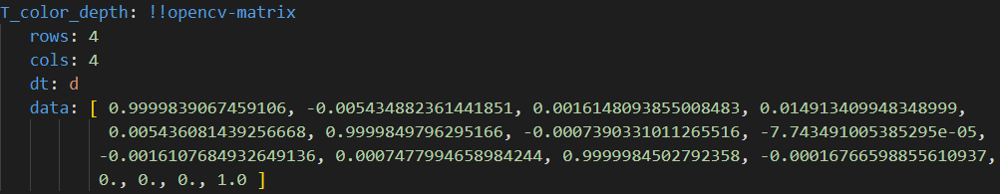 T_color_depth: !!opencv-matrix
rows: 4
cols: 4
dt: d
data: [ 0.9999839067459106, -0.005434882361441851, 0.0016148093855008483, 0.014913409948348999,
0.005436081439256668, 0.9999849796295166, -0.0007390331011265516, -7.743491005385295e-05,
-0.0016107684932649136, 0.0007477994658984244, 0.9999984502792358, -0.00016766598855610937,
0., 0., 0., 1.0 ]